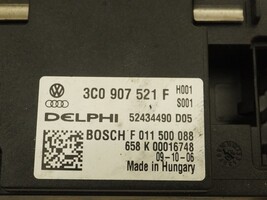 3C0 907 521 F
H001
S001
DELPHI 52434490 D05
BOSCH F 011 500 088
658 K 00016748
09-10-06
Made in Hungary